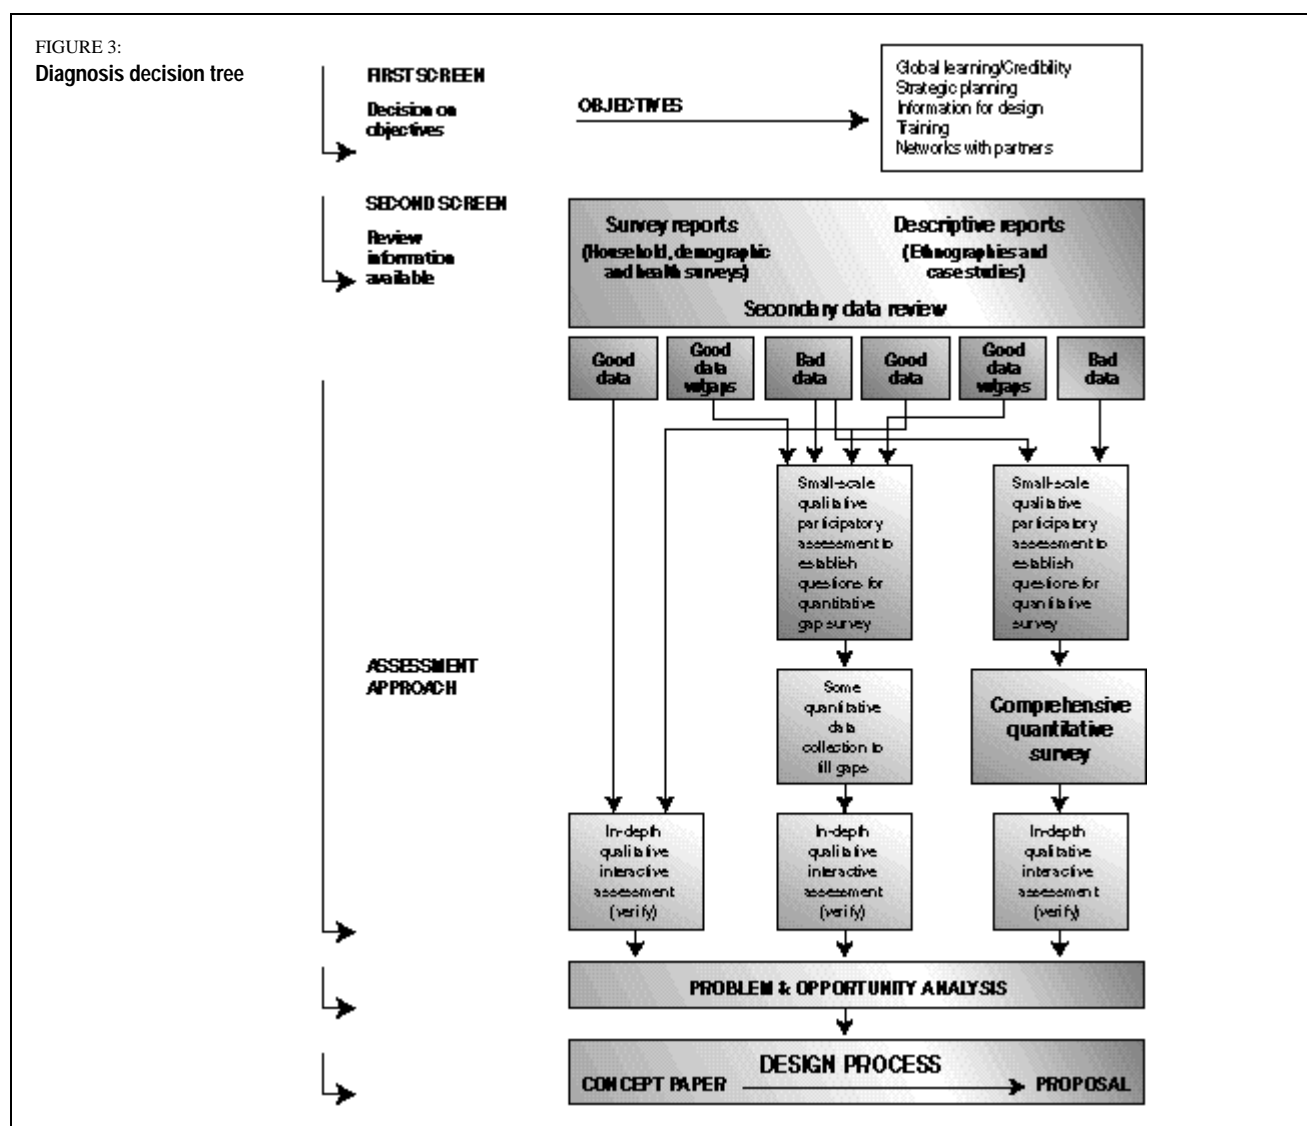 FIGURE 3:
Diagnosis decision tree
FIRST SCREEN
Decision on
objectives
OBJECTIVES
Global learning/Credibility
Strategic planning
Information for design
Training
Networks with partners
SECOND SCREEN
Review
information
available
Survey reports
(Household, demographic
and health surveys)
Descriptive reports
(Ethnographies and
case studies)
Secondary data review
Good
data
Good
data
w/gaps
Bad
data
Good
data
Good
data
w/gaps
Bad
data
ASSESSMENT
APPROACH
Small-scale
qualitative
participatory
assessment to
establish
questions for
quantitative
gap survey
Small-scale
qualitative
participatory
assessment to
establish
questions for
quantitative
survey
Some
quantitative
data
collection to
fill gaps
Comprehensive
quantitative
survey
In-depth
qualitative
interactive
assessment
(verify)
In-depth
qualitative
interactive
assessment
(verify)
In-depth
qualitative
interactive
assessment
(verify)
PROBLEM & OPPORTUNITY ANALYSIS
DESIGN PROCESS
CONCEPT PAPER
PROPOSAL